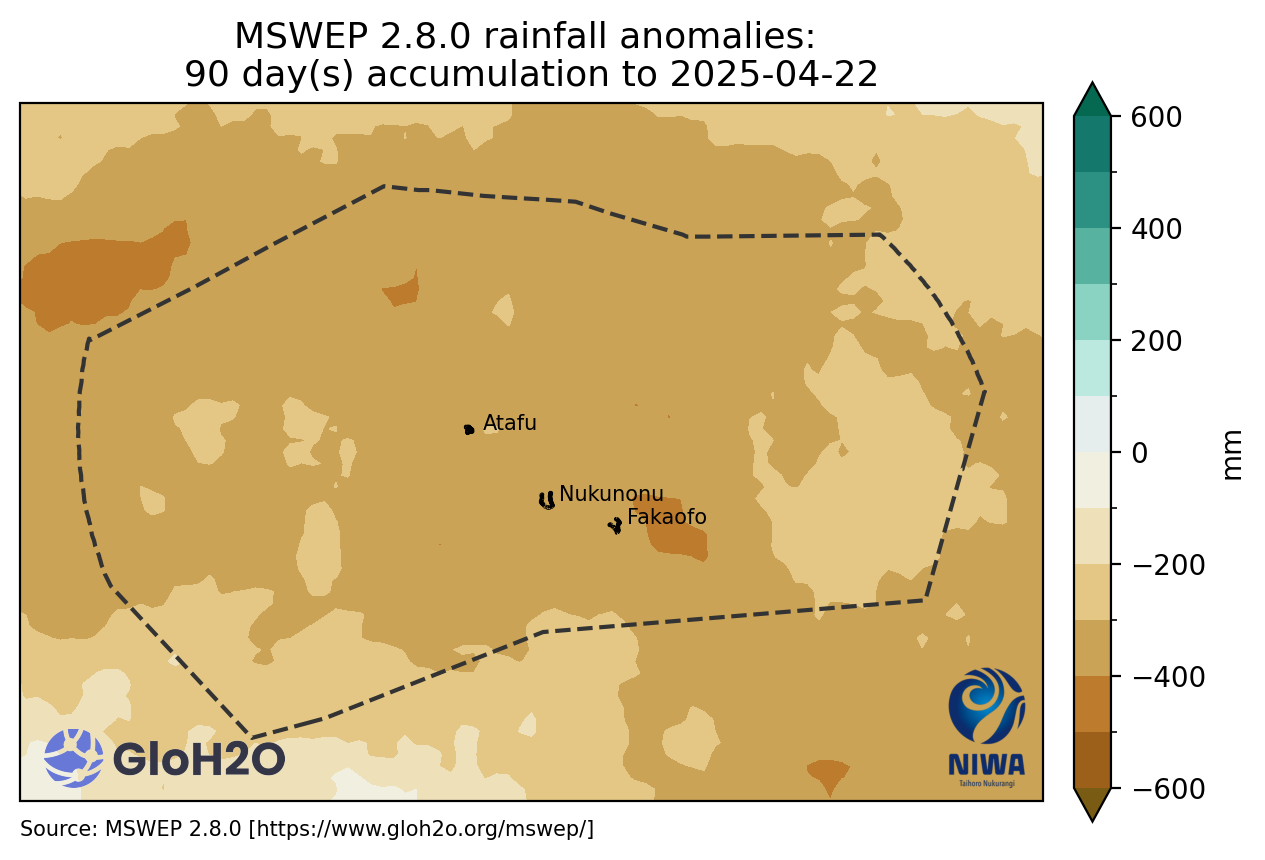 MSWEP 2.8.0 rainfall anomalies:
90 day(s) accumulation to 2025-04-22
600
400
200
0
−200
−400
−600
mm
Atafu
Nukunonu
Fakaofo
GloH2O
NIWA
Taihoro Nukurangi
Source: MSWEP 2.8.0 [https://www.gloh2o.org/mswep/]